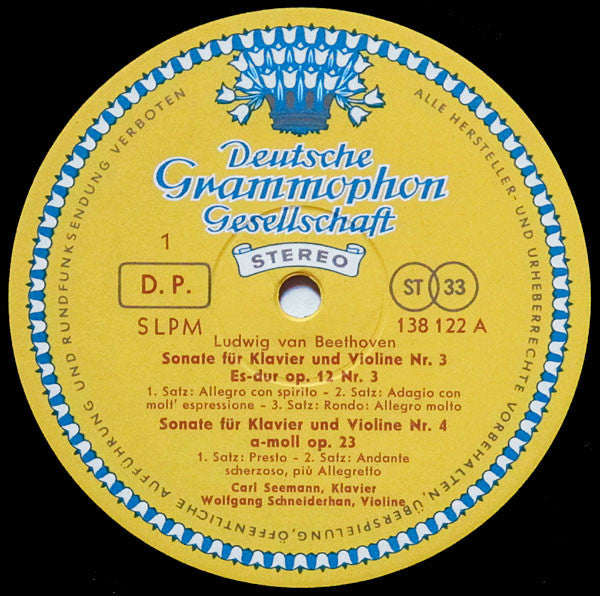 Deutsche
Grammophon
Gesellschaft
STEREO
1
D. P.
ST 33
SLPM
138 122 A
Ludwig van Beethoven
Sonate für Klavier und Violine Nr. 3
Es-dur op. 12 Nr. 3
1. Satz: Allegro con spirito – 2. Satz: Adagio con
molt' espressione – 3. Satz: Rondo: Allegro molto
Sonate für Klavier und Violine Nr. 4
a-moll op. 23
1. Satz: Presto – 2. Satz: Andante
scherzoso, più Allegretto
Carl Seemann, Klavier
Wolfgang Schneiderhan, Violine
ALLE HERSTELLER- UND URHEBERRECHTE VORBEHALTEN, ÜBERSPIELUNG, ÖFFENTLICHE AUFFÜHRUNG UND RUNDFUNKSENDUNG VERBOTEN